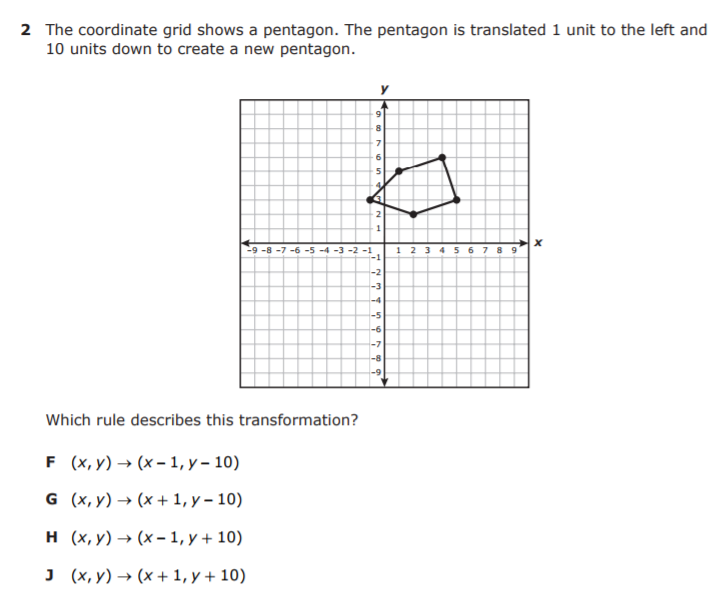 2 The coordinate grid shows a pentagon. The pentagon is translated 1 unit to the left and
10 units down to create a new pentagon.
y
9
8
7
6
5
4
3
2
1
x
-9 -8 -7 -6 -5 -4 -3 -2 -1 1 2 3 4 5 6 7 8 9
-1
-2
-3
-4
-5
-6
-7
-8
-9
Which rule describes this transformation?
F (x, y) → (x – 1, y – 10)
G (x, y) → (x + 1, y – 10)
H (x, y) → (x – 1, y + 10)
J (x, y) → (x + 1, y + 10)